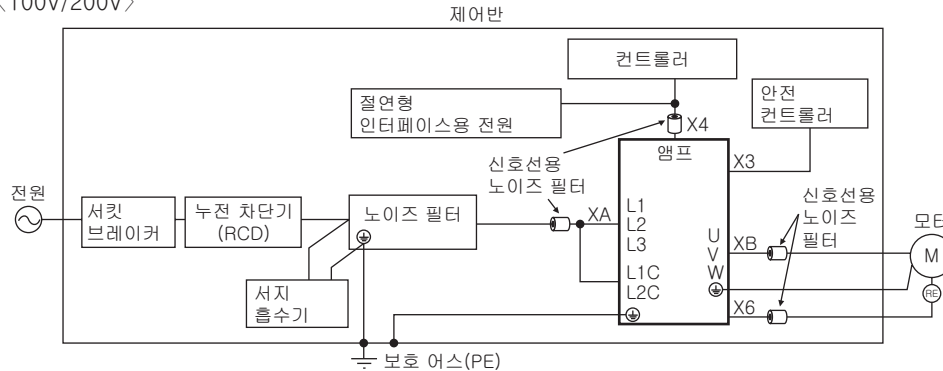 〈100V/200V〉
제어반
컨트롤러
절연형
인터페이스용 전원
안전
컨트롤러
X4
앰프
X3
신호선용
노이즈 필터
신호선용
노이즈
필터
전원
서킷
브레이커
누전 차단기
(RCD)
노이즈 필터
XA
L1
L2
L3
L1C
L2C
U
V
W
XB
X6
모터
M
RE
서지
흡수기
보호 어스(PE)